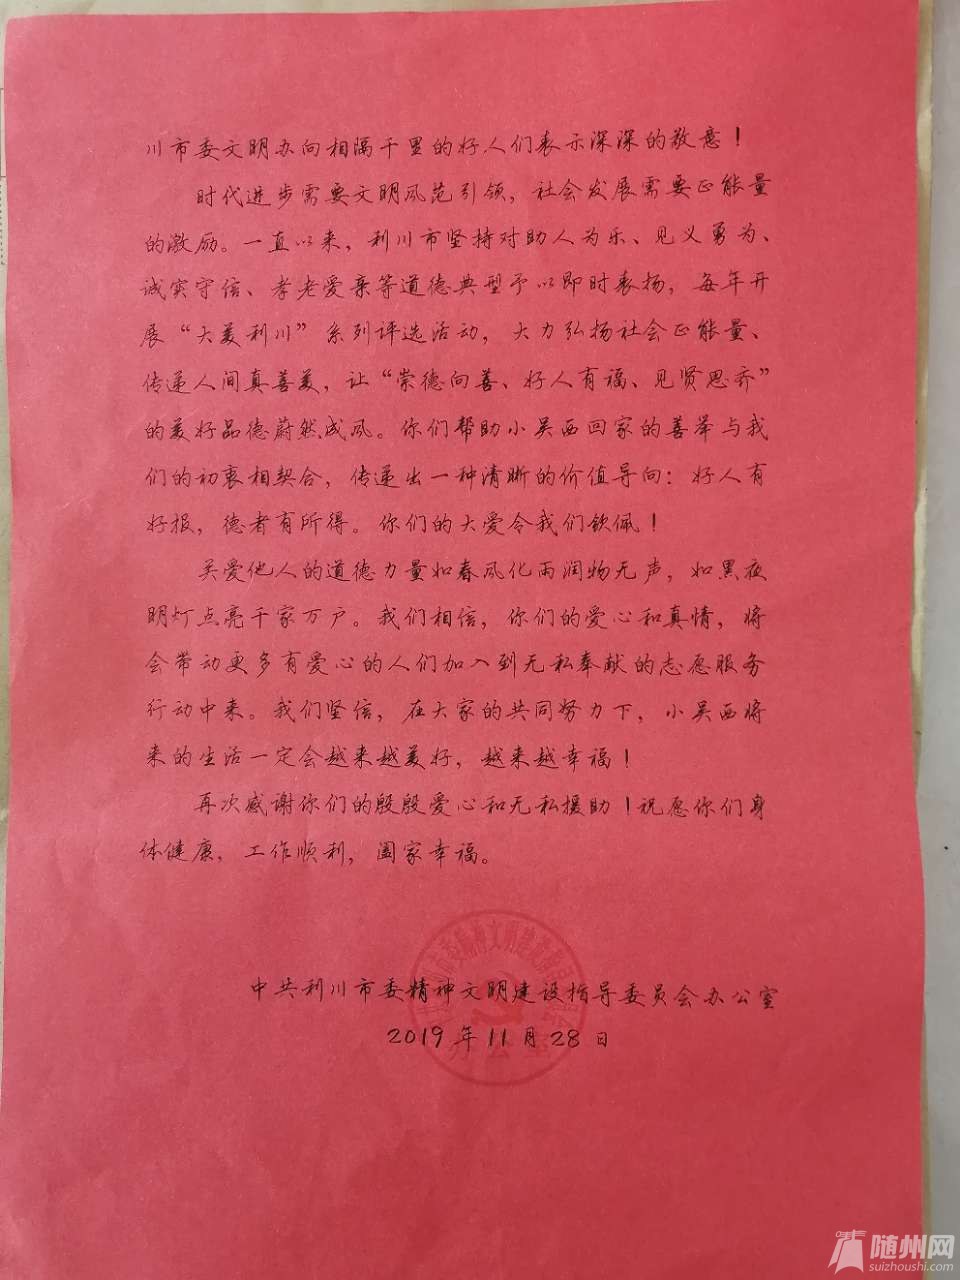 川市委文明办向相隔千里的好人们表示深深的敬意！
时代进步需要文明风范引领，社会发展需要正能量
的激励。一直以来，利川市坚持对助人为乐、见义勇为、
诚实守信、孝老爱亲等道德典型予以即时表扬，每年开
展“大美利川”系列评选活动，大力弘扬社会正能量、
传递人间真善美，让“崇德向善、好人有福、见贤思齐”
的美好品德蔚然成风。你们帮助小吴西回家的善举与我
们的初衷相契合，传递出一种清晰的价值导向：好人有
好报，德者有所得。你们的大爱令我们钦佩！
关爱他人的道德力量如春风化雨润物无声，如黑夜
明灯点亮千家万户。我们相信，你们的爱心和真情，将
会带动更多有爱心的人们加入到无私奉献的志愿服务
行动中来。我们坚信，在大家的共同努力下，小吴西将
来的生活一定会越来越美好，越来越幸福！
再次感谢你们的殷殷爱心和无私援助！祝愿你们身
体健康，工作顺利，阖家幸福。
中共利川市委精神文明建设指导委员会办公室
2019年11月28日
随州网
suizhoushi.com